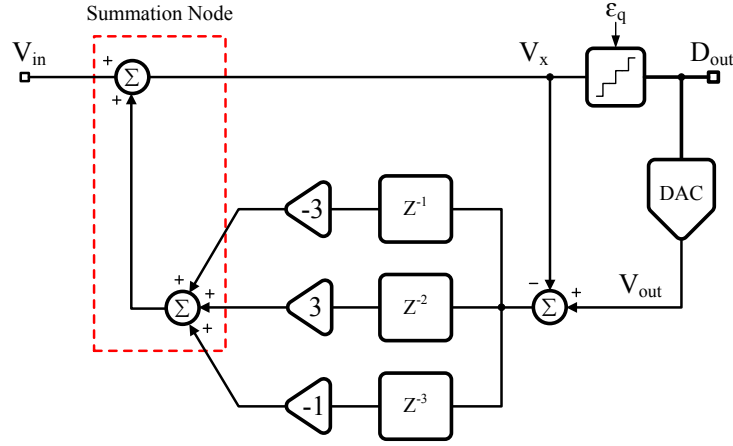 Summation Node
ε_q
V_in
V_x
D_out
+
Σ
+
DAC
-3
Z⁻¹
+
3
Z⁻²
−
+
V_out
Σ
+
Σ
+
-1
Z⁻³